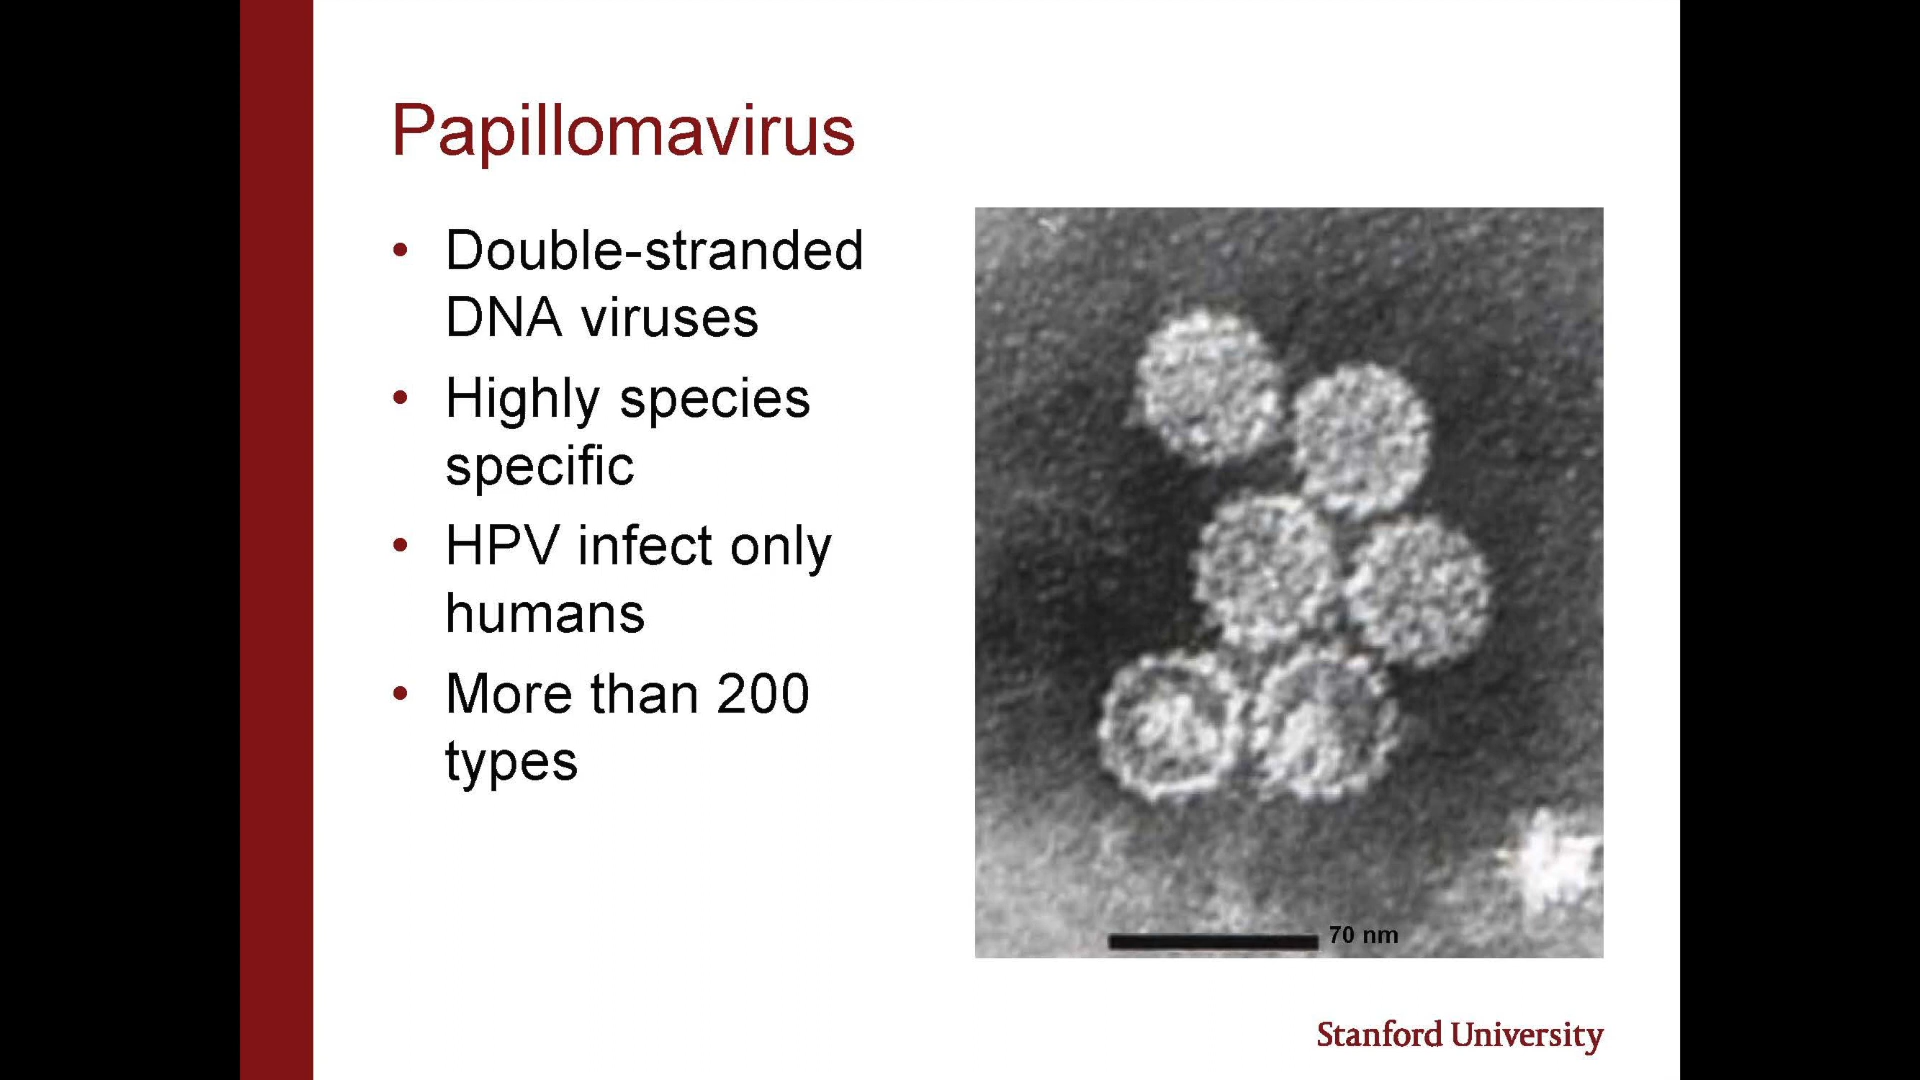 Papillomavirus
• Double-stranded
DNA viruses
• Highly species
specific
• HPV infect only
humans
• More than 200
types
70 nm
Stanford University